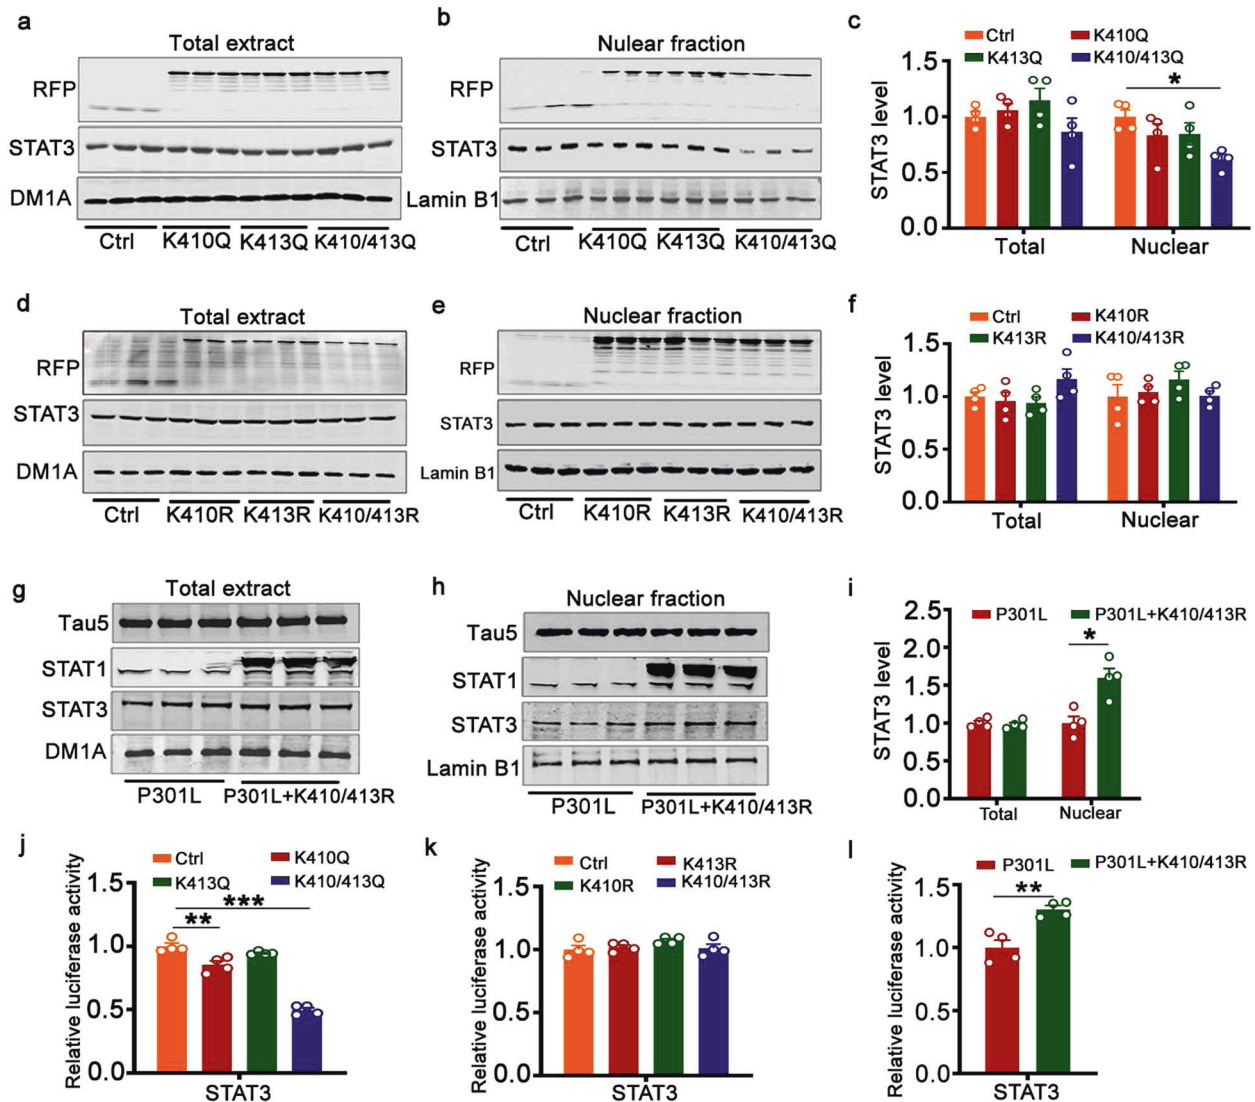 a
Total extract
RFP
STAT3
DM1A
Ctrl K410Q K413Q K410/413Q
b
Nulear fraction
RFP
STAT3
Lamin B1
Ctrl K410Q K413Q K410/413Q
c
Ctrl K410Q
K413Q K410/413Q
STAT3 level
1.5
*
1.0
0.5
0.0
Total Nuclear
d
Total extract
RFP
STAT3
DM1A
Ctrl K410R K413R K410/413R
e
Nuclear fraction
RFP
STAT3
Lamin B1
Ctrl K410R K413R K410/413R
f
Ctrl K410R
K413R K410/413R
STAT3 level
1.5
1.0
0.5
0.0
Total Nuclear
g
Total extract
Tau5
STAT1
STAT3
DM1A
P301L P301L+K410/413R
h
Nuclear fraction
Tau5
STAT1
STAT3
Lamin B1
P301L P301L+K410/413R
i
P301L P301L+K410/413R
STAT3 level
2.5
2.0
*
1.5
1.0
0.5
0.0
Total Nuclear
j
Ctrl K410Q
K413Q K410/413Q
Relative luciferase activity
1.5
***
**
1.0
0.5
0.0
STAT3
k
Ctrl K413R
K410R K410/413R
Relative luciferase activity
1.5
1.0
0.5
0.0
STAT3
l
P301L P301L+K410/413R
Relative luciferase activity
1.5
**
1.0
0.5
0.0
STAT3